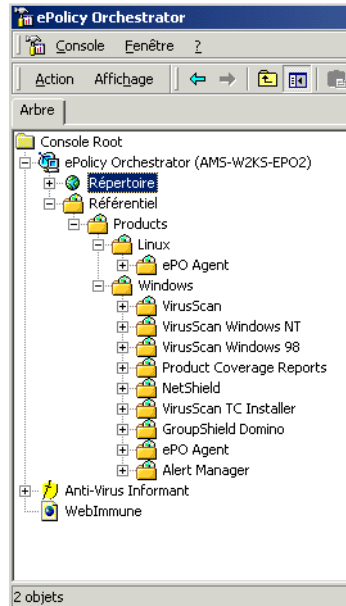 ePolicy Orchestrator
Console Fenêtre ?
Action Affichage
Arbre
Console Root
ePolicy Orchestrator (AMS-W2KS-EPO2)
Répertoire
Référentiel
Products
Linux
ePO Agent
Windows
VirusScan
VirusScan Windows NT
VirusScan Windows 98
Product Coverage Reports
NetShield
VirusScan TC Installer
GroupShield Domino
ePO Agent
Alert Manager
Anti-Virus Informant
WebImmune
2 objets